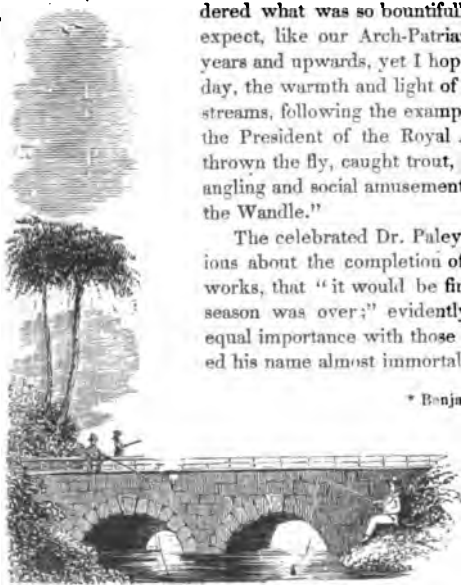 dered what was so bountifull
expect, like our Arch-Patria
years and upwards, yet I hop
day, the warmth and light of
streams, following the examp
the President of the Royal
thrown the fly, caught trout,
angling and social amusement
the Wandle."
The celebrated Dr. Paley
ions about the completion of
works, that "it would be fin
season was over;" evidently
equal importance with those
ed his name almost immortal
* Benja